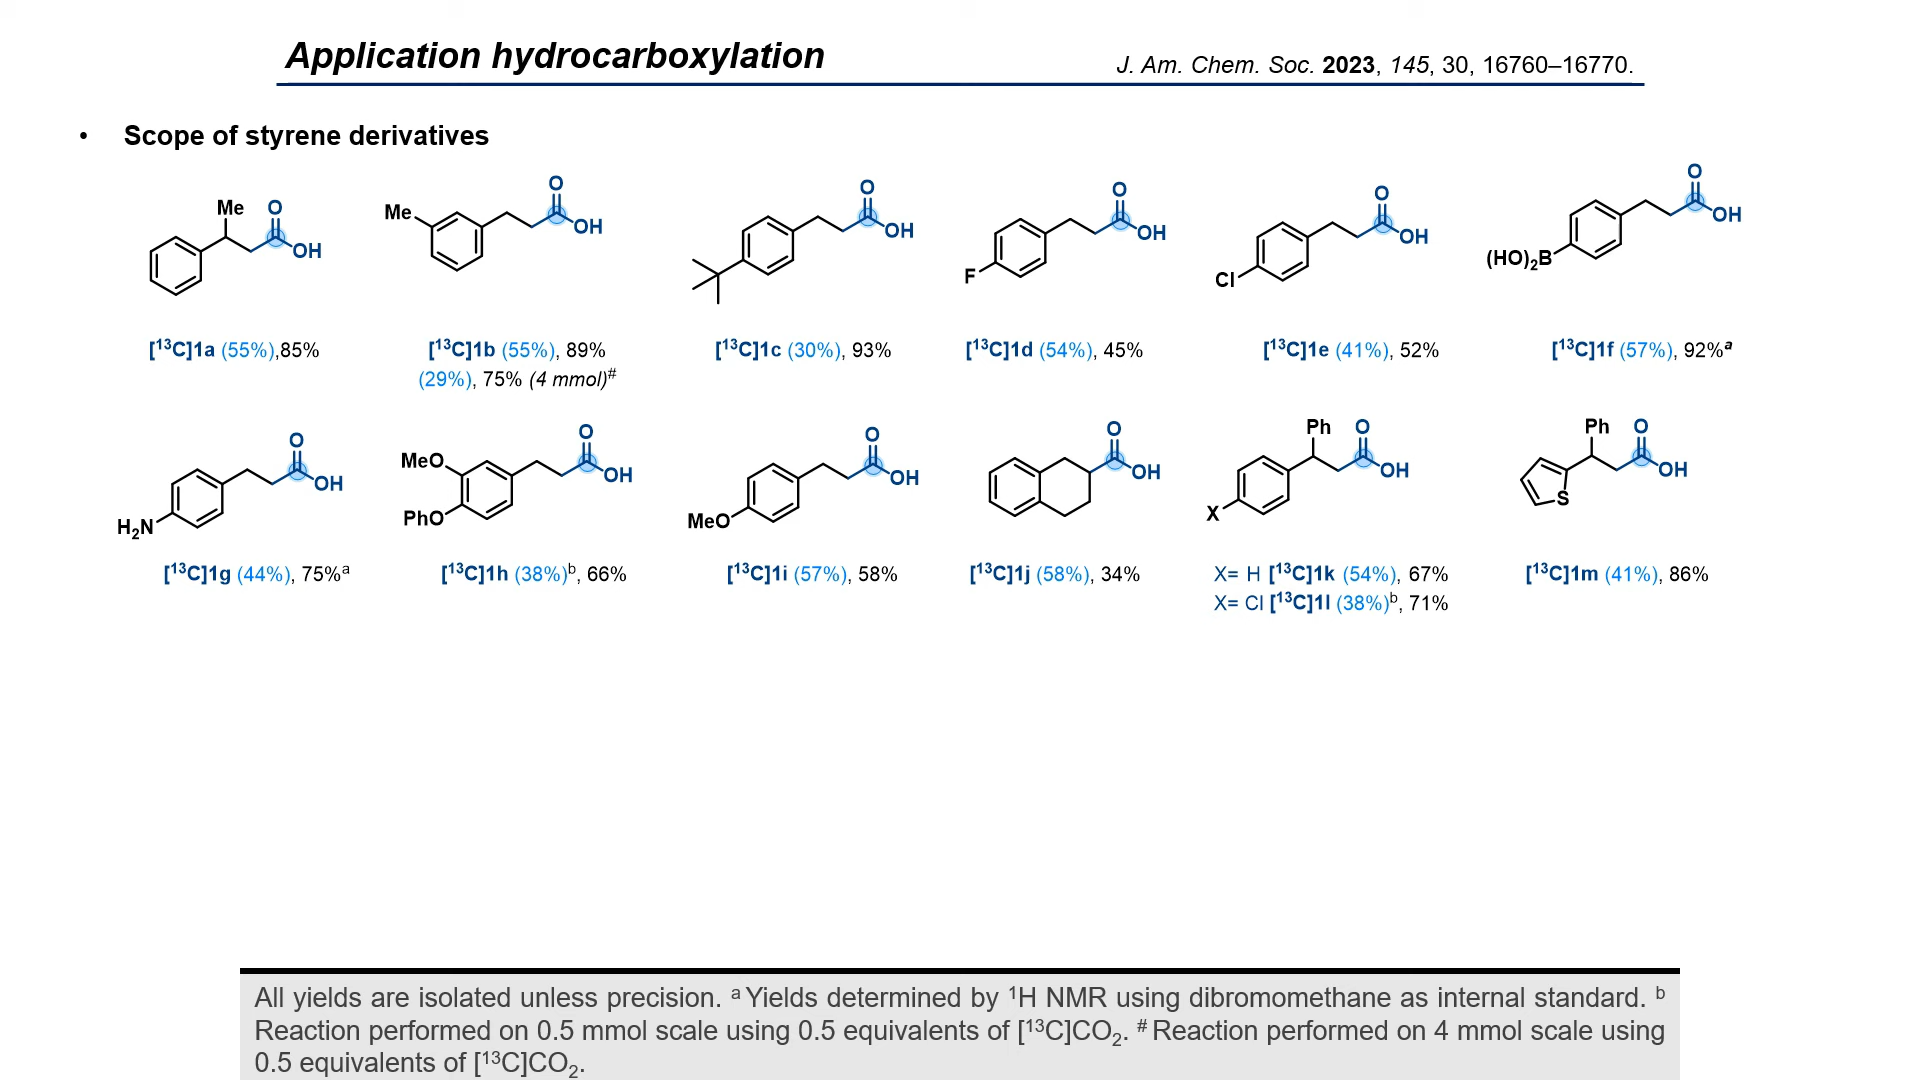 Application hydrocarboxylation
J. Am. Chem. Soc. 2023, 145, 30, 16760–16770.
• Scope of styrene derivatives
Me O OH
Me O OH
O OH
F O OH
Cl O OH
(HO)₂B O OH
[¹³C]1a (55%),85%
[¹³C]1b (55%), 89%
(29%), 75% (4 mmol)#
[¹³C]1c (30%), 93%
[¹³C]1d (54%), 45%
[¹³C]1e (41%), 52%
[¹³C]1f (57%), 92%ᵃ
H₂N O OH
MeO PhO O OH
MeO O OH
O OH
X Ph O OH
S Ph O OH
[¹³C]1g (44%), 75%ᵃ
[¹³C]1h (38%)ᵇ, 66%
[¹³C]1i (57%), 58%
[¹³C]1j (58%), 34%
X= H [¹³C]1k (54%), 67%
X= Cl [¹³C]1l (38%)ᵇ, 71%
[¹³C]1m (41%), 86%
All yields are isolated unless precision. ᵃ Yields determined by ¹H NMR using dibromomethane as internal standard. ᵇ
Reaction performed on 0.5 mmol scale using 0.5 equivalents of [¹³C]CO₂. # Reaction performed on 4 mmol scale using
0.5 equivalents of [¹³C]CO₂.